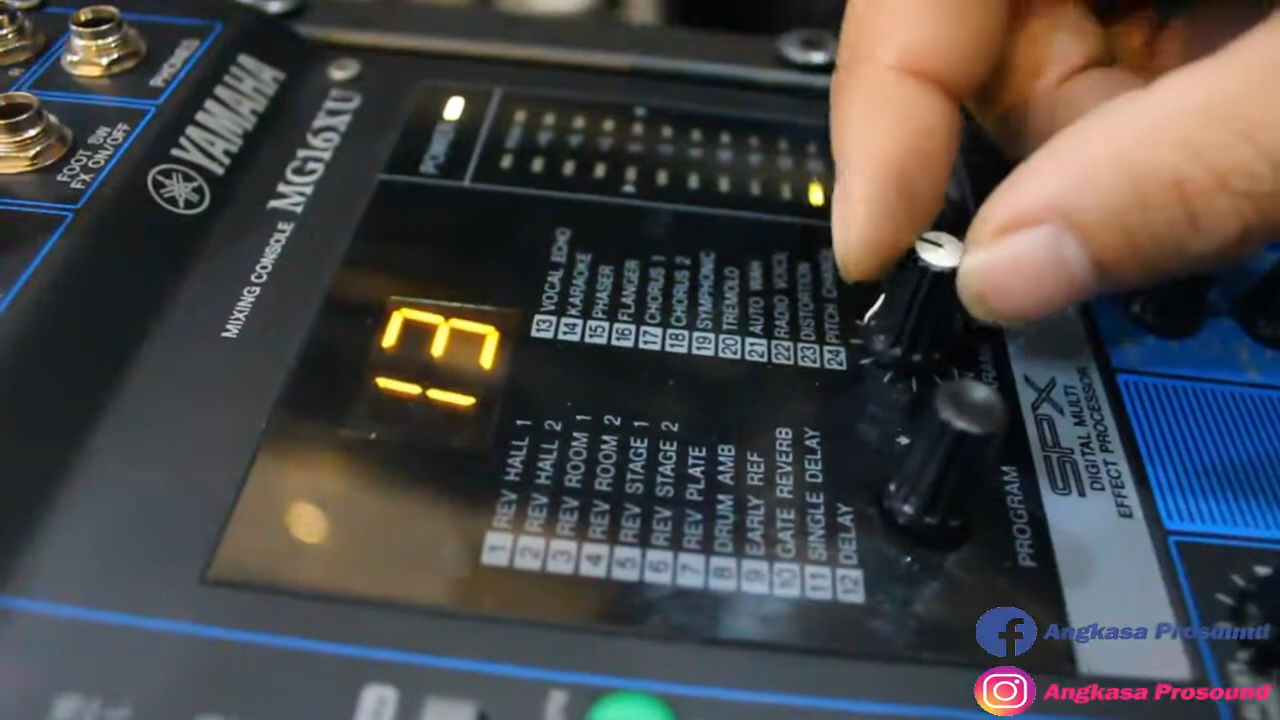 PHONES
FOOT SW
FX ON/OFF
YAMAHA
MIXING CONSOLE MG16XU
POWER
13
1 REV HALL 1
2 REV HALL 2
3 REV ROOM 1
4 REV ROOM 2
5 REV STAGE 1
6 REV STAGE 2
7 REV PLATE
8 DRUM AMB
9 EARLY REF
10 GATE REVERB
11 SINGLE DELAY
12 DELAY
13 VOCAL ECHO
14 KARAOKE
15 PHASER
16 FLANGER
17 CHORUS 1
18 CHORUS 2
19 SYMPHONIC
20 TREMOLO
21 AUTO WAH
22 RADIO VOICE
23 DISTORTION
24 PITCH CHANGE
PROGRAM
SPX
DIGITAL MULTI
EFFECT PROCESSOR
Angkasa Prosound
Angkasa Prosound